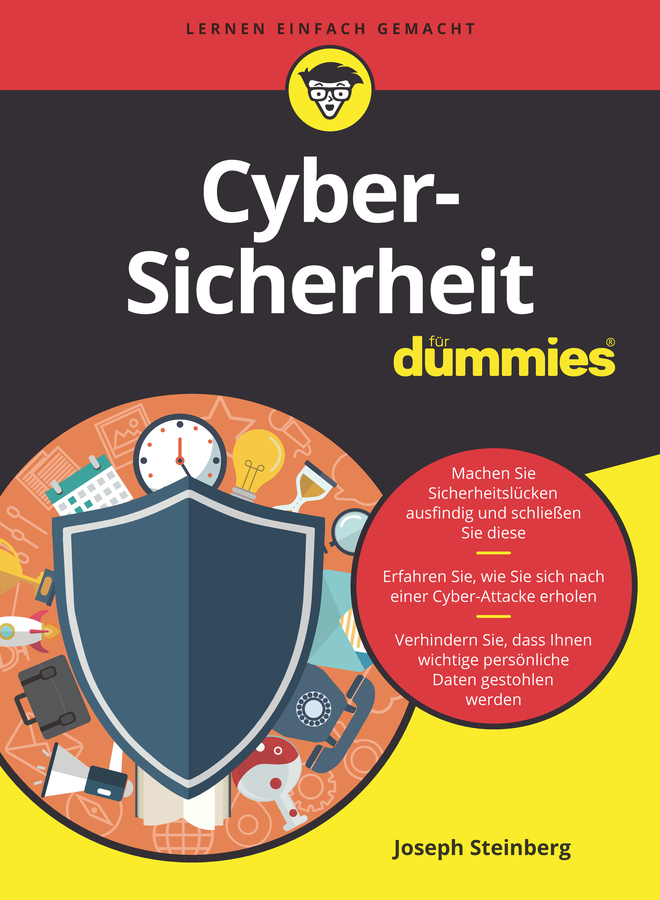 LERNEN EINFACH GEMACHT
Cyber-
Sicherheit
für
dummies®
Machen Sie
Sicherheitslücken
ausfindig und schließen
Sie diese
Erfahren Sie, wie Sie sich nach
einer Cyber-Attacke erholen
Verhindern Sie, dass Ihnen
wichtige persönliche
Daten gestohlen
werden
Joseph Steinberg